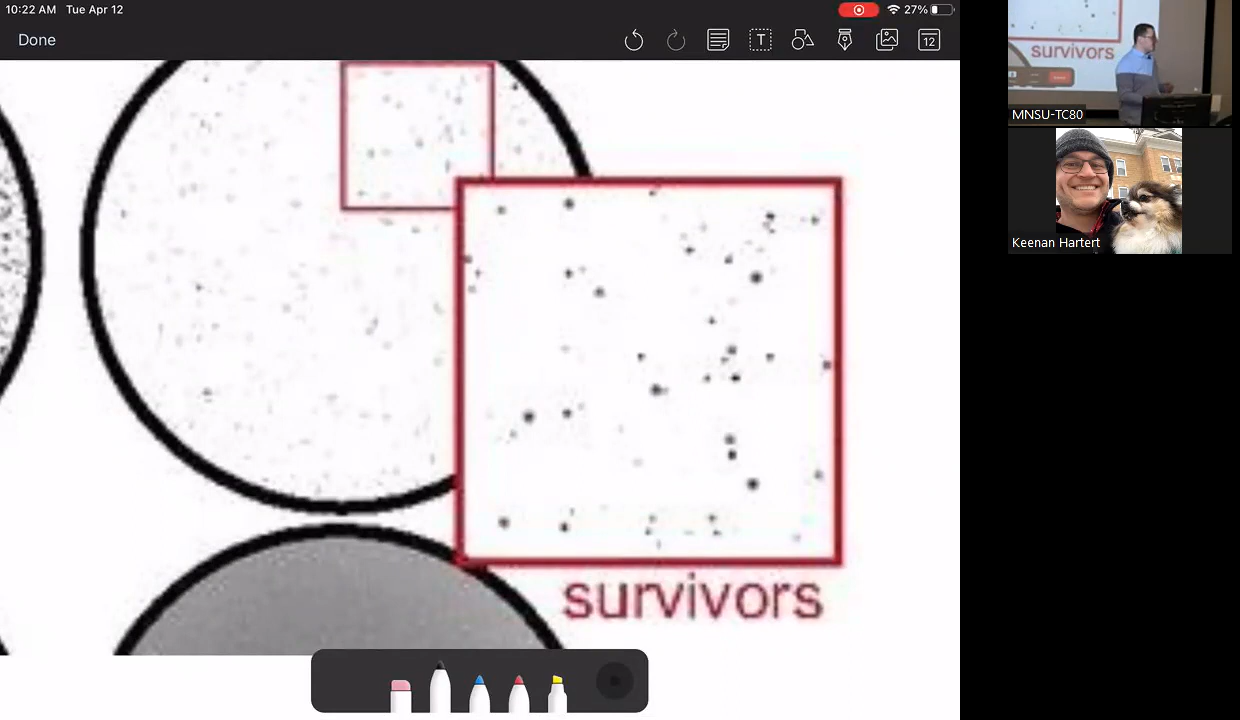 10:22 AM Tue Apr 12
27%
Done
T
12
survivors
survivors
MNSU-TC80
Keenan Hartert